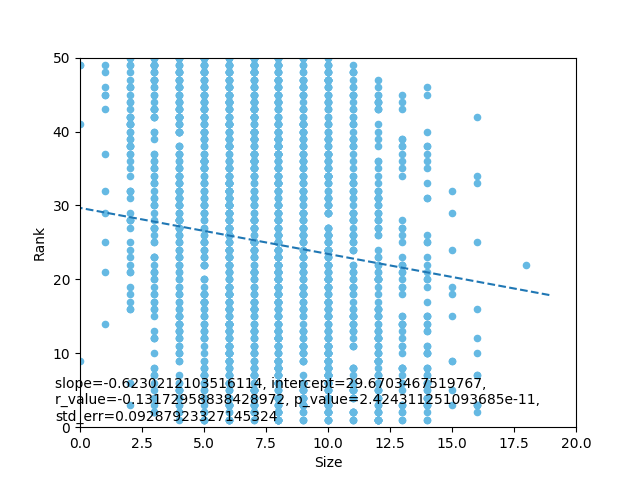 50
40
30
20
10
0
Rank
slope=-0.6230212103516114, intercept=29.6703467519767,
r_value=-0.13172958838428972, p_value=2.424311251093685e-11,
std_err=0.09287923327145324
0.0 2.5 5.0 7.5 10.0 12.5 15.0 17.5 20.0
Size